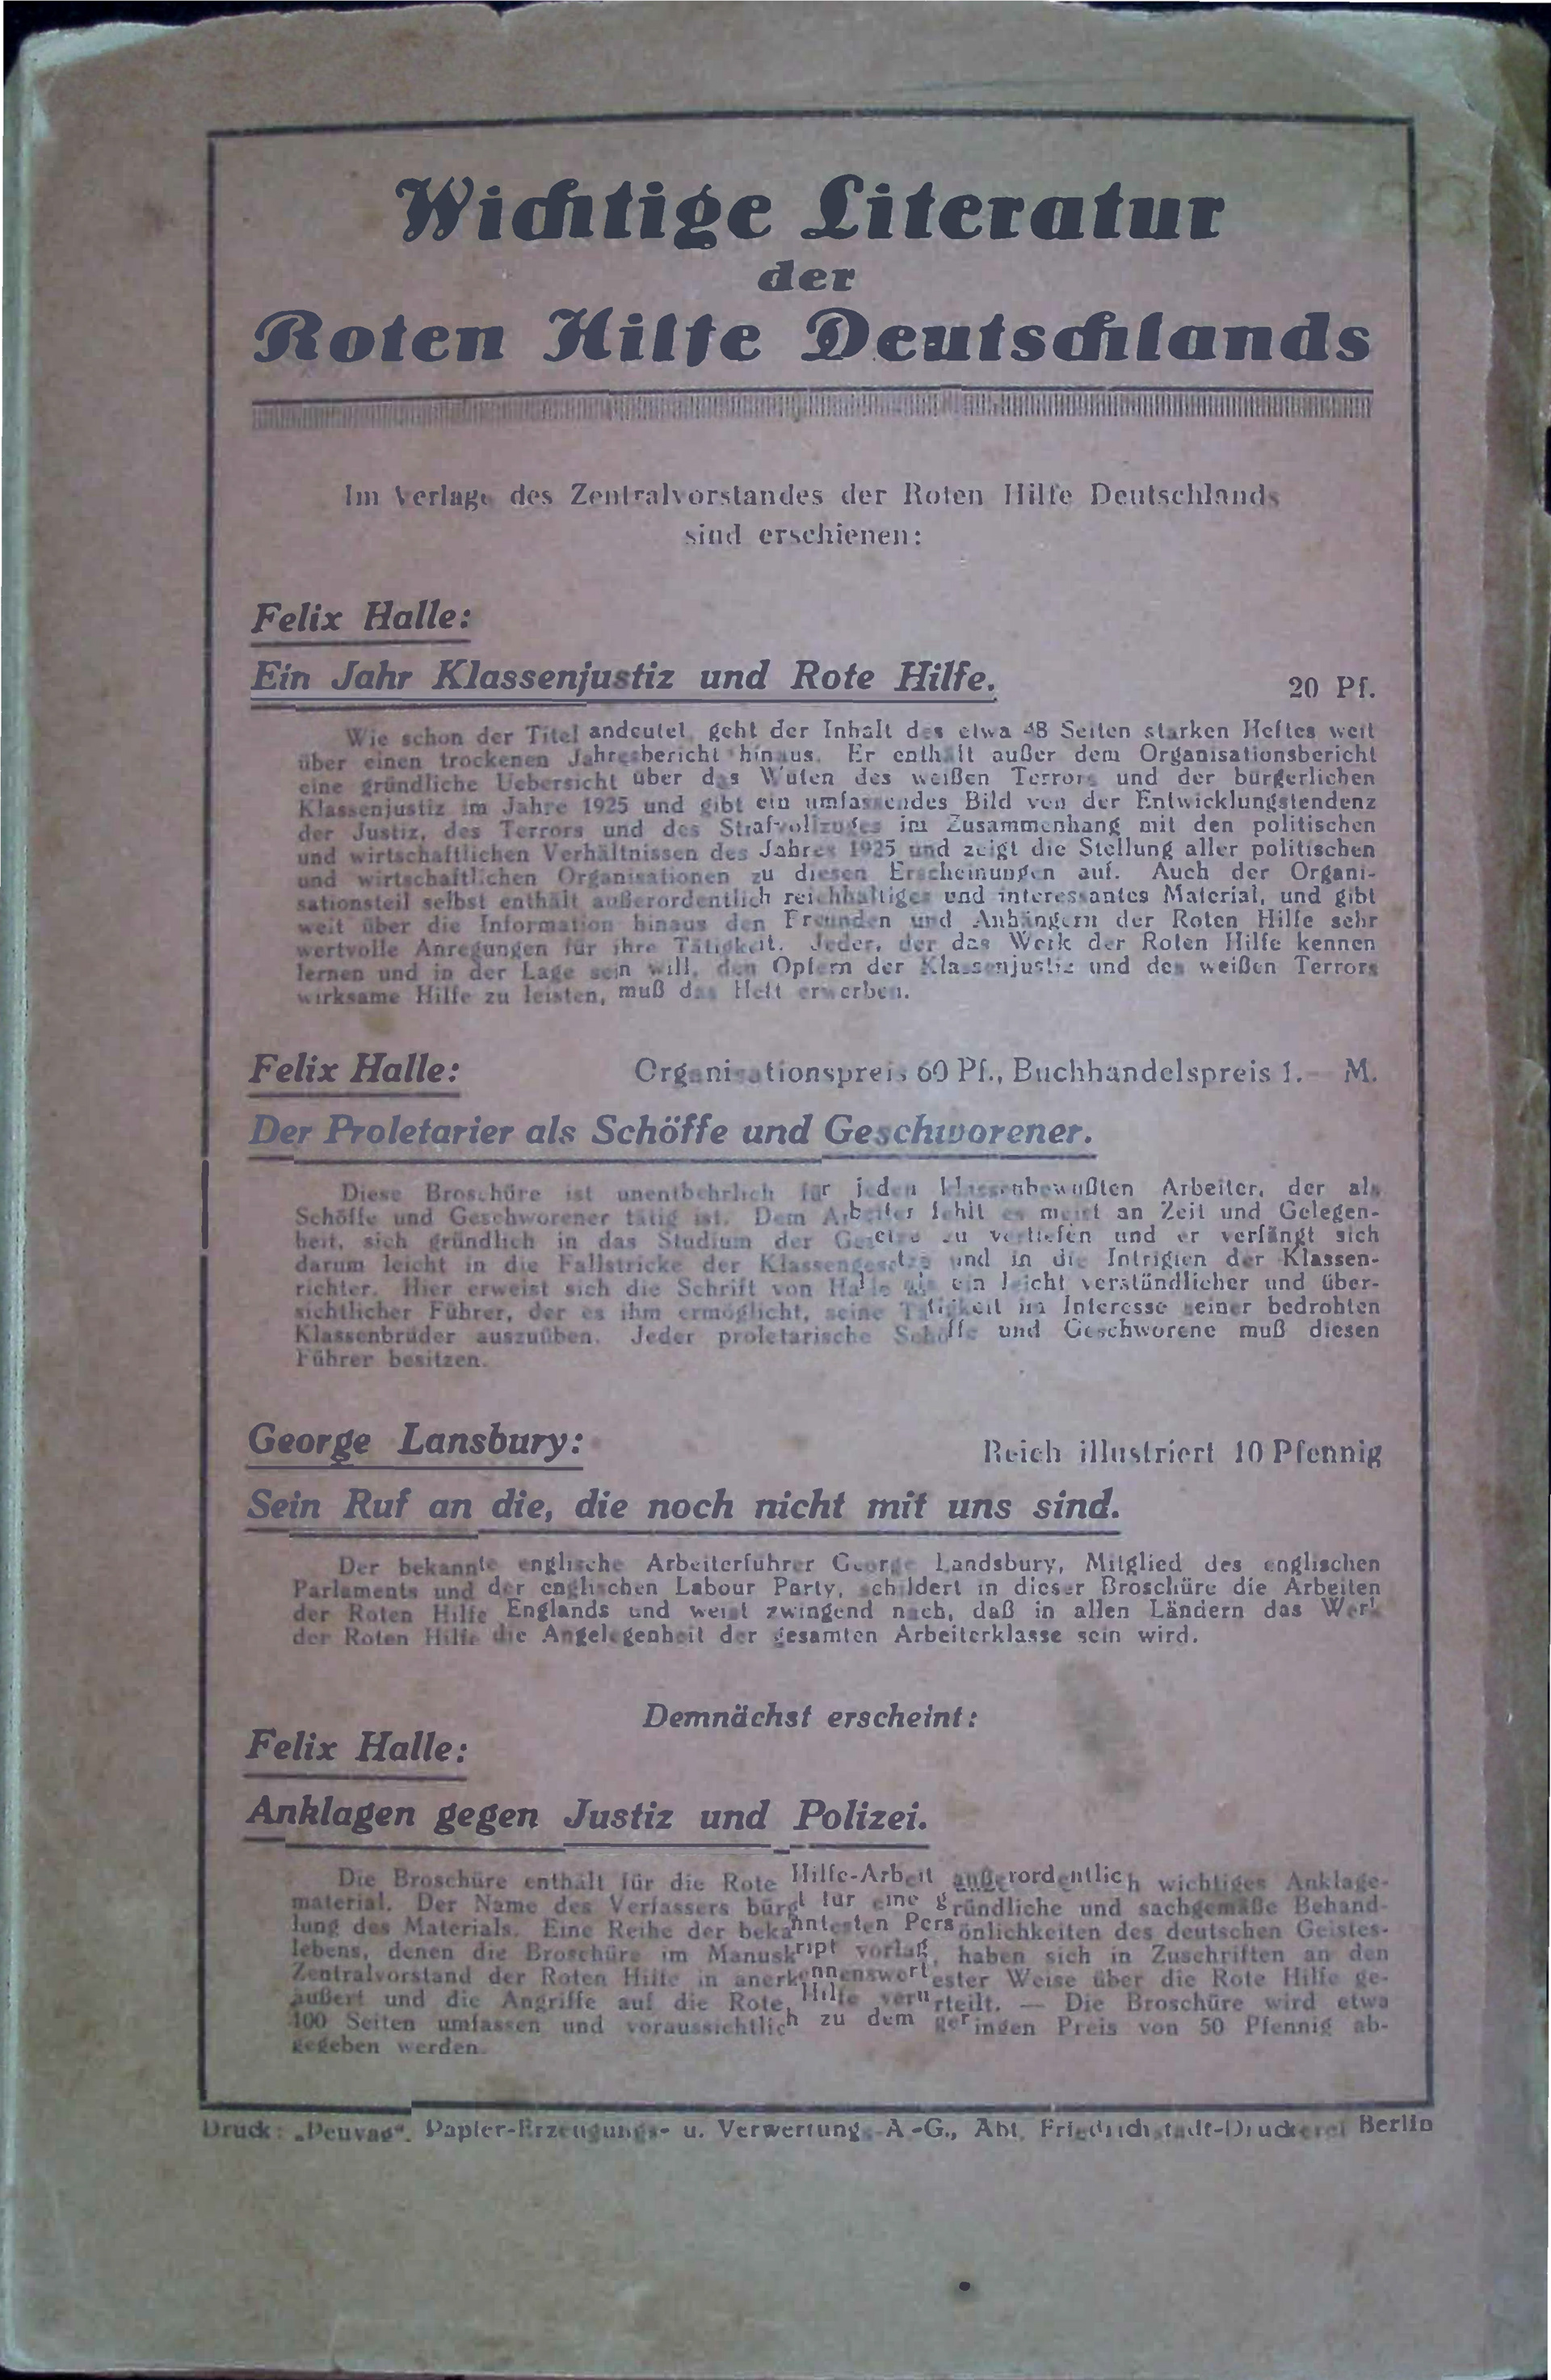 Wichtige Literatur
der
Roten Hilfe Deutschlands
Im Verlage des Zentralvorstandes der Roten Hilfe Deutschlands
sind erschienen:
Felix Halle:
Ein Jahr Klassenjustiz und Rote Hilfe.
20 Pf.
Wie schon der Titel andeutet, geht der Inhalt des etwa 48 Seiten starken Heftes weit
über einen trockenen Jahresbericht hinaus. Er enthält außer dem Organisationsbericht
eine gründliche Uebersicht über das Wüten des weißen Terrors und der bürgerlichen
Klassenjustiz im Jahre 1925 und gibt ein umfassendes Bild von der Entwicklungstendenz
der Justiz, des Terrors und des Strafvollzuges im Zusammenhang mit den politischen
und wirtschaftlichen Verhältnissen des Jahres 1925 und zeigt die Stellung aller politischen
und wirtschaftlichen Organisationen zu diesen Erscheinungen auf. Auch der Organi-
sationsteil selbst enthält außerordentlich reichhaltiges und interessantes Material, und gibt
weit über die Information hinaus den Freunden und Anhängern der Roten Hilfe sehr
wertvolle Anregungen für ihre Tätigkeit. Jeder, der das Werk der Roten Hilfe kennen
lernen und in der Lage sein will, den Opfern der Klassenjustiz und des weißen Terrors
wirksame Hilfe zu leisten, muß das Heft erwerben.
Felix Halle:
Organisationspreis 60 Pf., Buchhandelspreis 1.— M.
Der Proletarier als Schöffe und Geschworener.
Diese Broschüre ist unentbehrlich für jeden klassenbewußten Arbeiter, der als
Schöffe und Geschworener tätig ist. Dem Arbeiter fehlt es meist an Zeit und Gelegen-
heit, sich gründlich in das Studium der Gesetze zu vertiefen und er verfängt sich
darum leicht in die Fallstricke der Klassengesetze und in die Intrigien der Klassen-
richter. Hier erweist sich die Schrift von Halle als ein leicht verständlicher und über-
sichtlicher Führer, der es ihm ermöglicht, seine Tätigkeit im Interesse seiner bedrohten
Klassenbrüder auszuüben. Jeder proletarische Schöffe und Geschworene muß diesen
Führer besitzen.
George Lansbury:
Reich illustriert 10 Pfennig
Sein Ruf an die, die noch nicht mit uns sind.
Der bekannte englische Arbeiterführer George Landsbury, Mitglied des englischen
Parlaments und der englischen Labour Party, schildert in dieser Broschüre die Arbeiten
der Roten Hilfe Englands und weist zwingend nach, daß in allen Ländern das Werk
der Roten Hilfe die Angelegenheit der gesamten Arbeiterklasse sein wird.
Demnächst erscheint:
Felix Halle:
Anklagen gegen Justiz und Polizei.
Die Broschüre enthält für die Rote Hilfe-Arbeit außerordentlich wichtiges Anklage-
material. Der Name des Verfassers bürgt für eine gründliche und sachgemäße Behand-
lung des Materials. Eine Reihe der bekanntesten Persönlichkeiten des deutschen Geistes-
lebens, denen die Broschüre im Manuskript vorlag, haben sich in Zuschriften an den
Zentralvorstand der Roten Hilfe in anerkennenswertester Weise über die Rote Hilfe ge-
äußert und die Angriffe auf die Rote Hilfe verurteilt. — Die Broschüre wird etwa
100 Seiten umfassen und voraussichtlich zu dem geringen Preis von 50 Pfennig ab-
gegeben werden.
Druck: „Peuvag“, Papier-Erzeugungs- u. Verwertungs-A.-G., Abt. Friedrichstadt-Druckerei Berlin